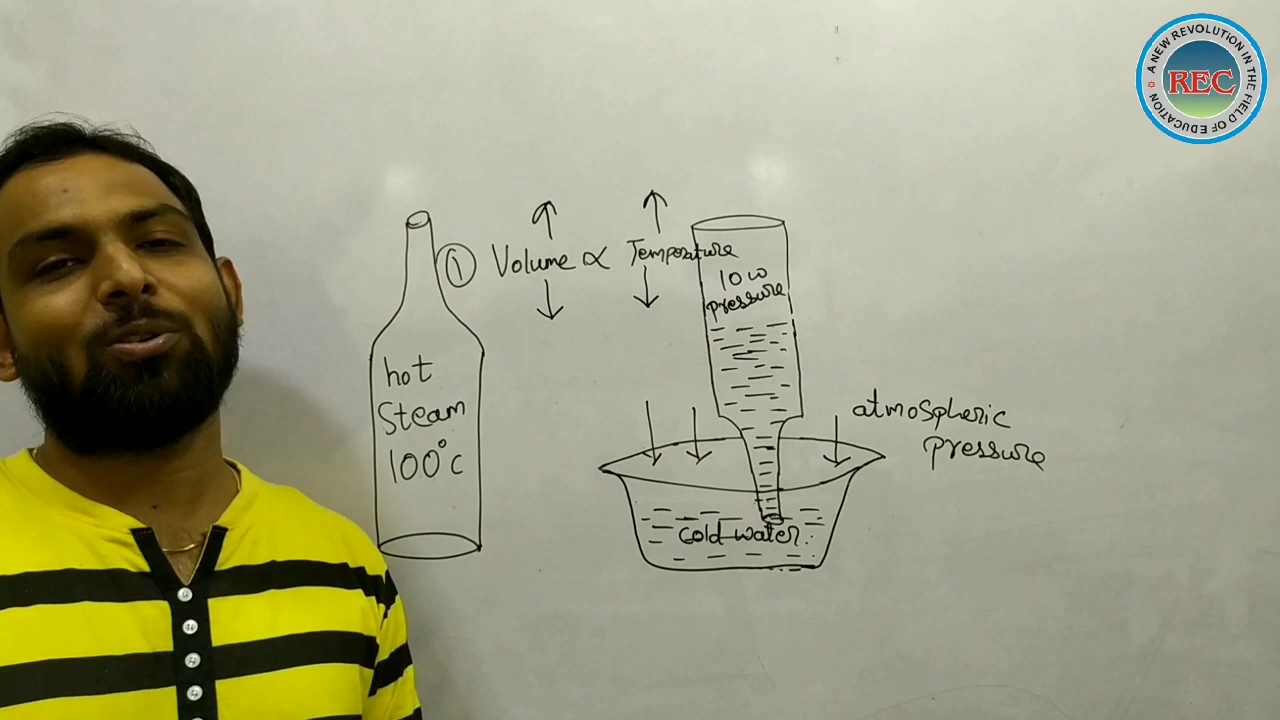 A NEW REVOLUTION IN THE FIELD OF EDUCATION
REC
① Volume ∝ Temperature
low
pressure
hot
Steam
100°C
atmospheric
pressure
cold water